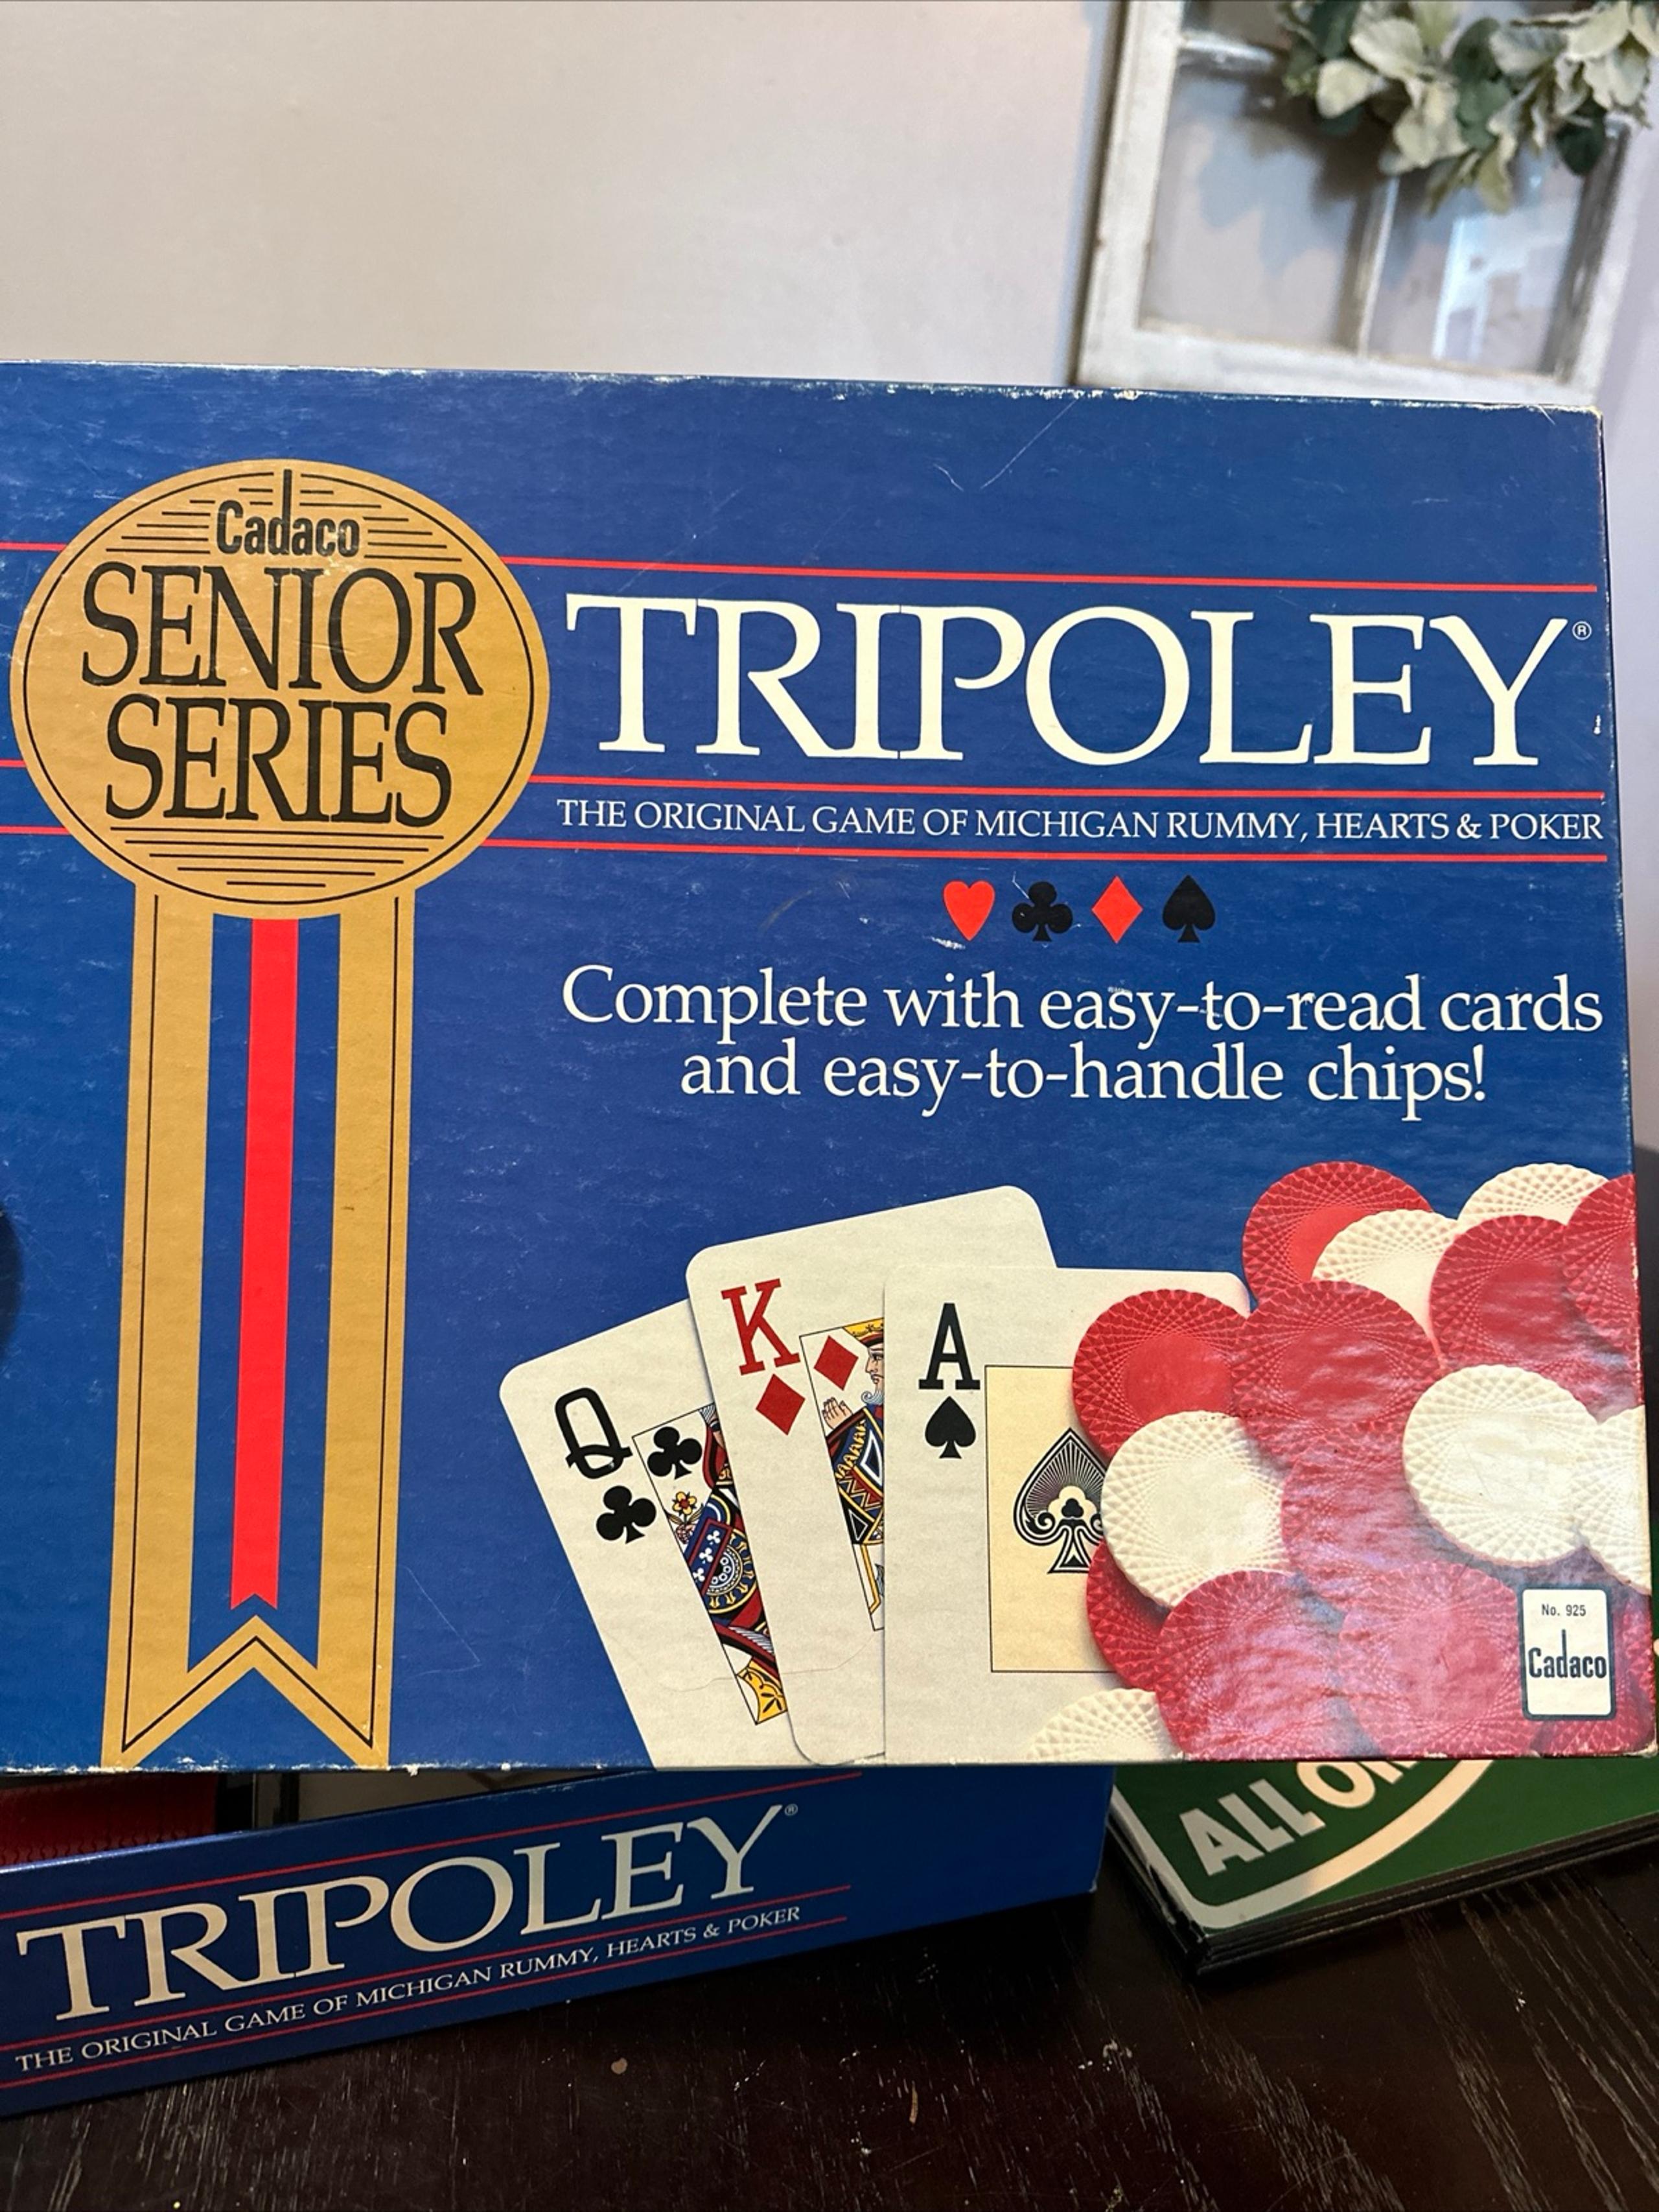 Cadaco
SENIOR
SERIES
TRIPOLEY®
THE ORIGINAL GAME OF MICHIGAN RUMMY, HEARTS & POKER
Complete with easy-to-read cards
and easy-to-handle chips!
Q
K
A
No. 925
Cadaco
ALL
TRIPOLEY®
THE ORIGINAL GAME OF MICHIGAN RUMMY, HEARTS & POKER